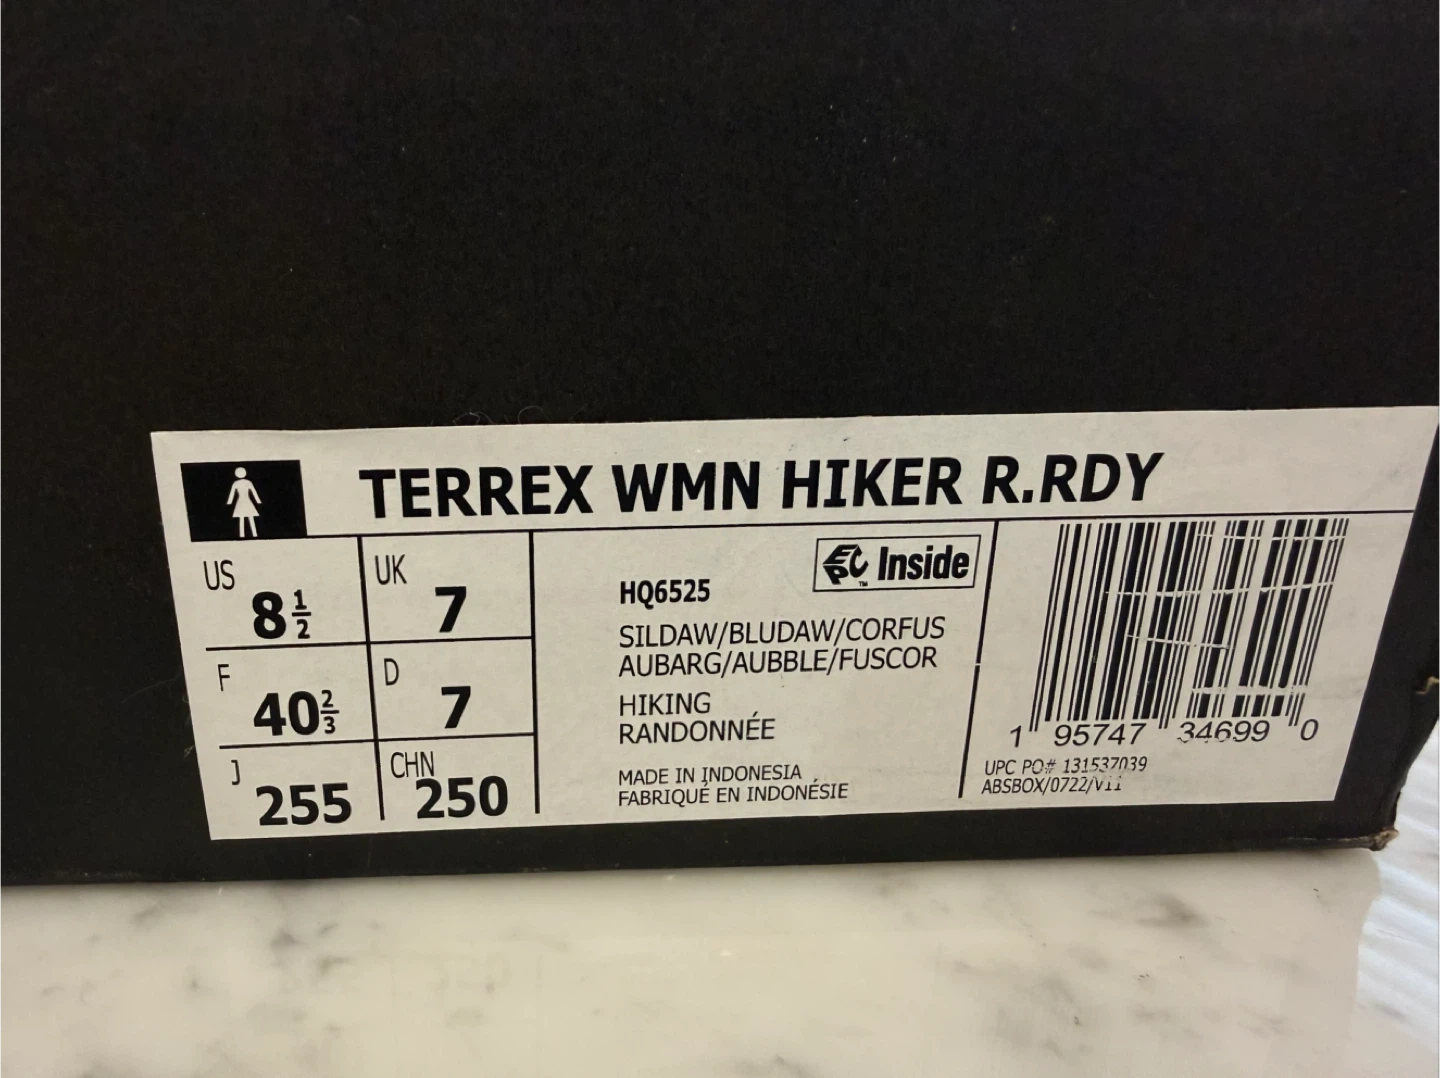 TERREX WMN HIKER R.RDY
US 8 1/2
UK 7
F 40 2/3
D 7
J 255
CHN 250
EPC Inside
TM
HQ6525
SILDAW/BLUDAW/CORFUS
AUBARG/AUBBLE/FUSCOR
HIKING
RANDONNÉE
MADE IN INDONESIA
FABRIQUÉ EN INDONÉSIE
1 95747 34699 0
UPC PO# 131537039
ABSBOX/0722/V11